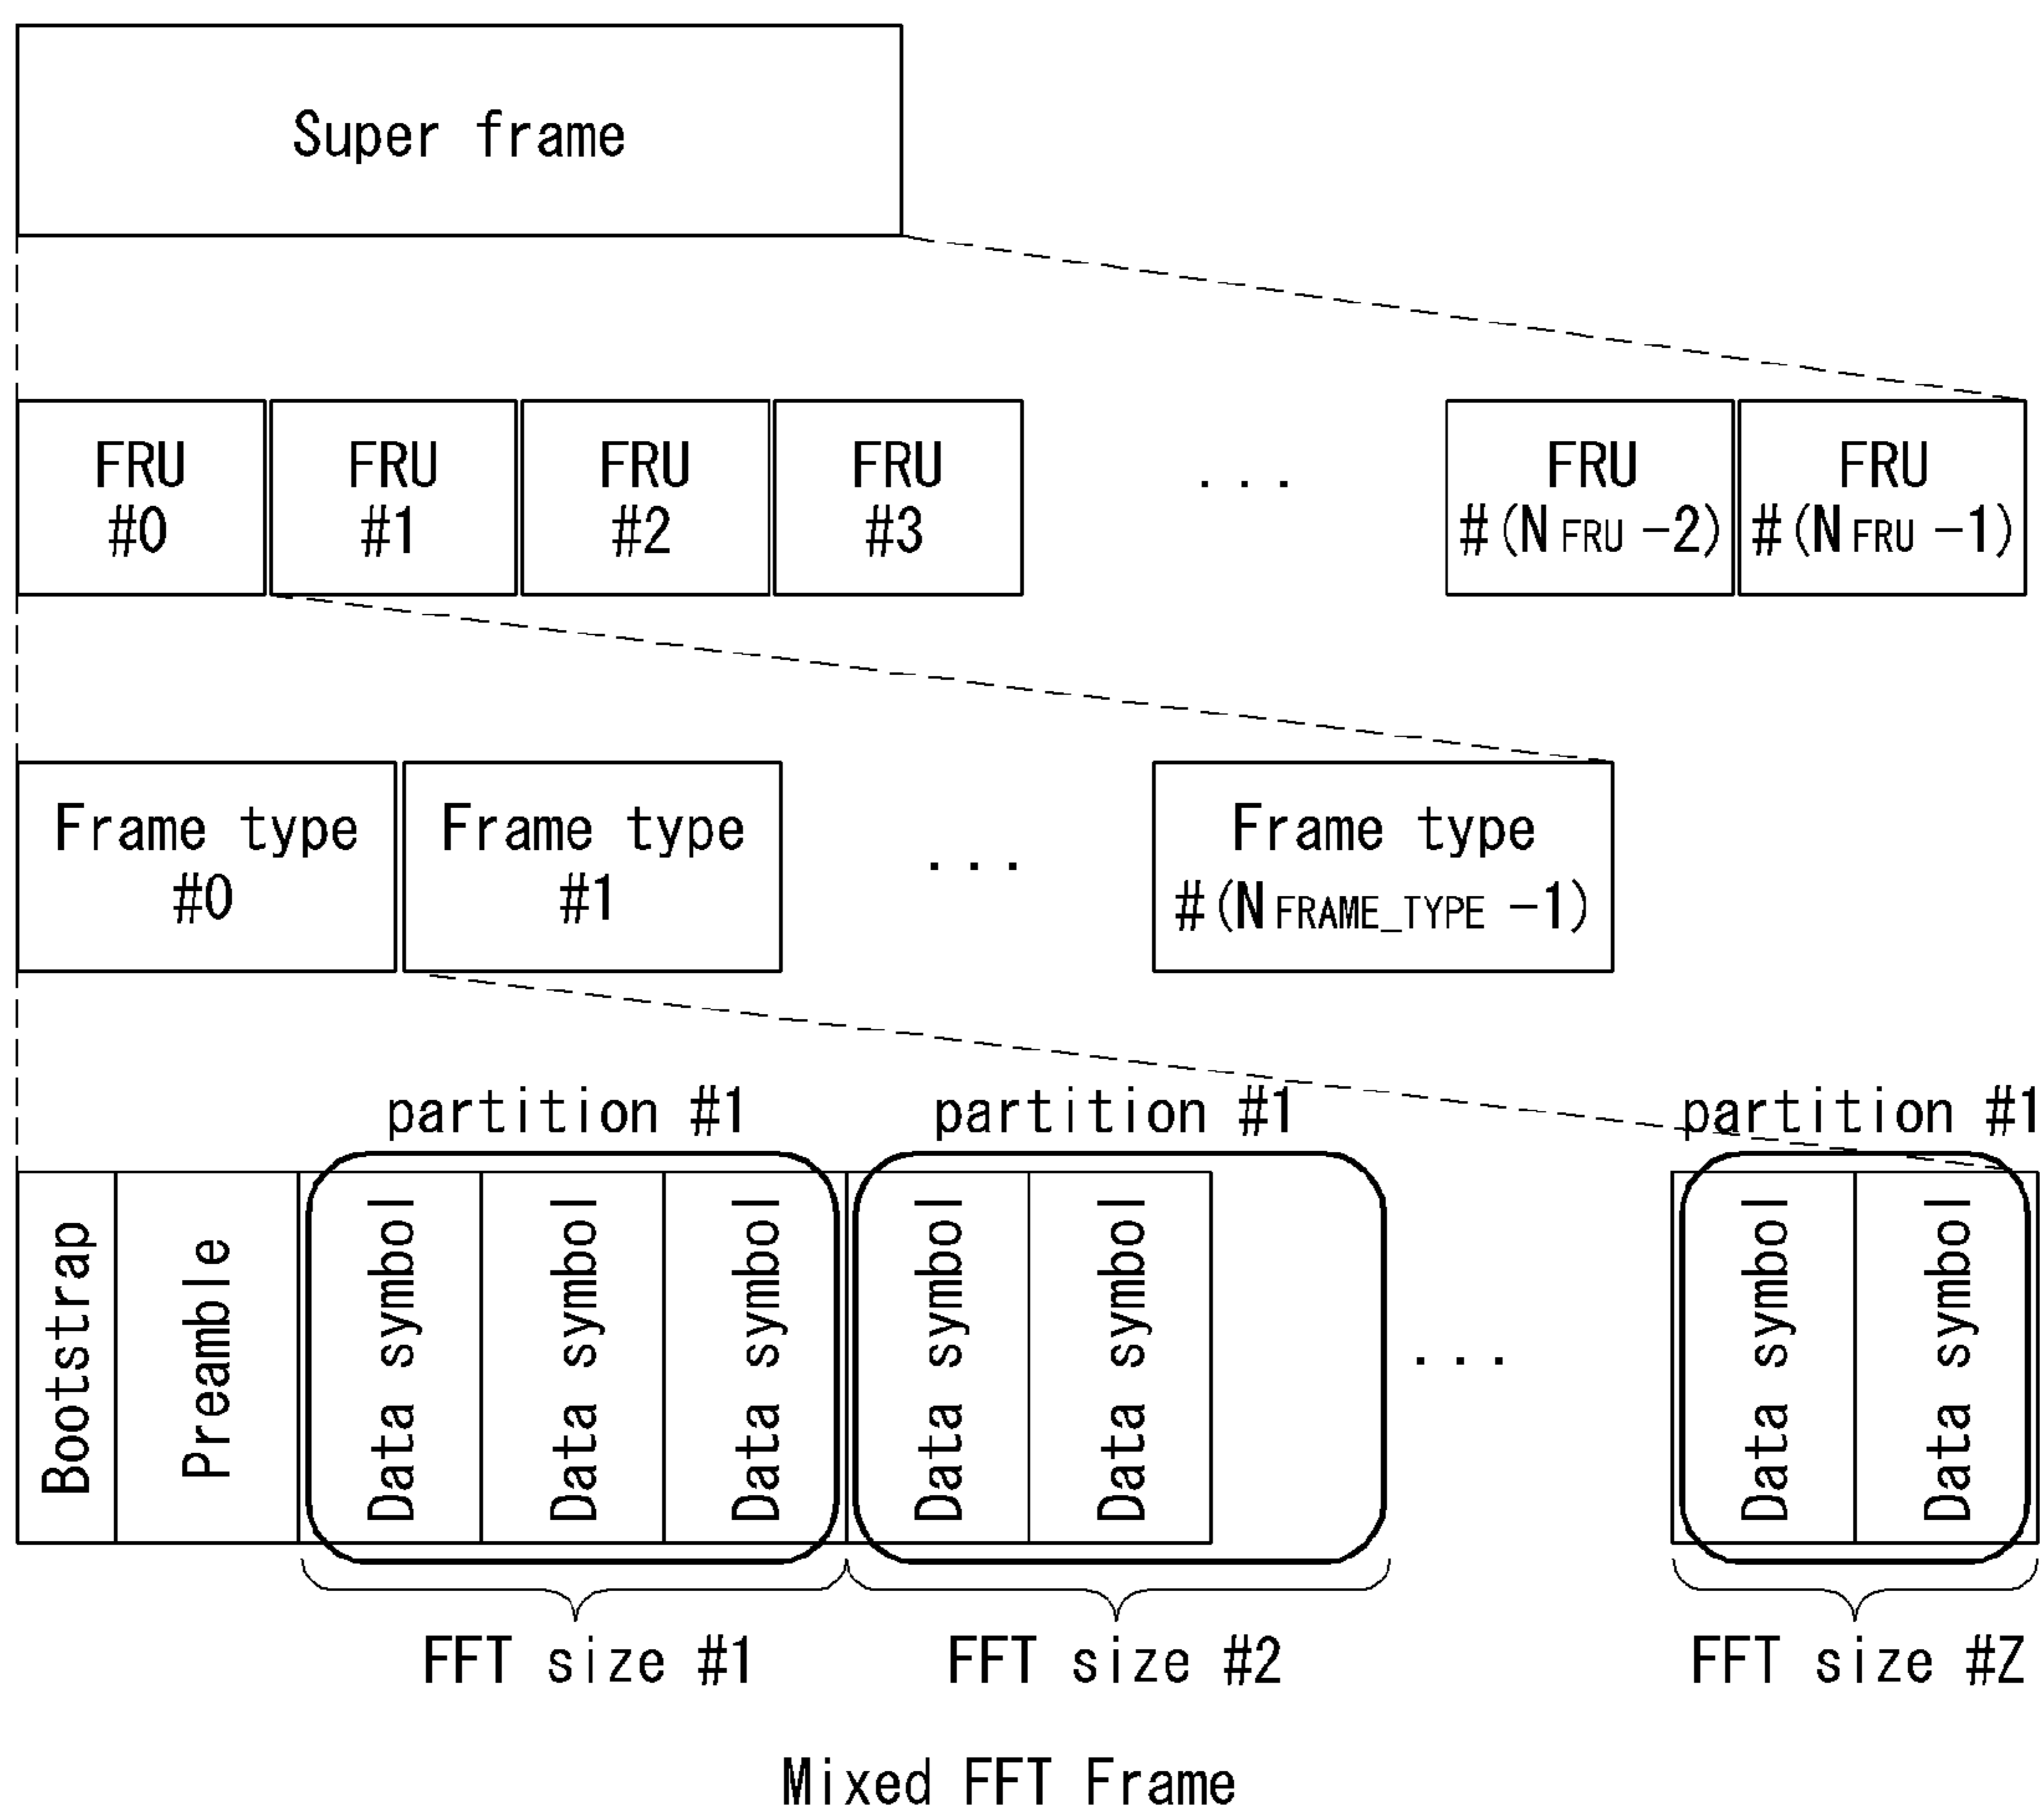 Super frame
FRU
#0
FRU
#1
FRU
#2
FRU
#3
...
FRU
#(NFRU -2)
FRU
#(NFRU -1)
Frame type
#0
Frame type
#1
...
Frame type
#(NFRAME_TYPE -1)
partition #1
partition #1
partition #1
Bootstrap
Preamble
Data symbol
Data symbol
Data symbol
Data symbol
Data symbol
...
Data symbol
Data symbol
FFT size #1
FFT size #2
FFT size #Z
Mixed FFT Frame